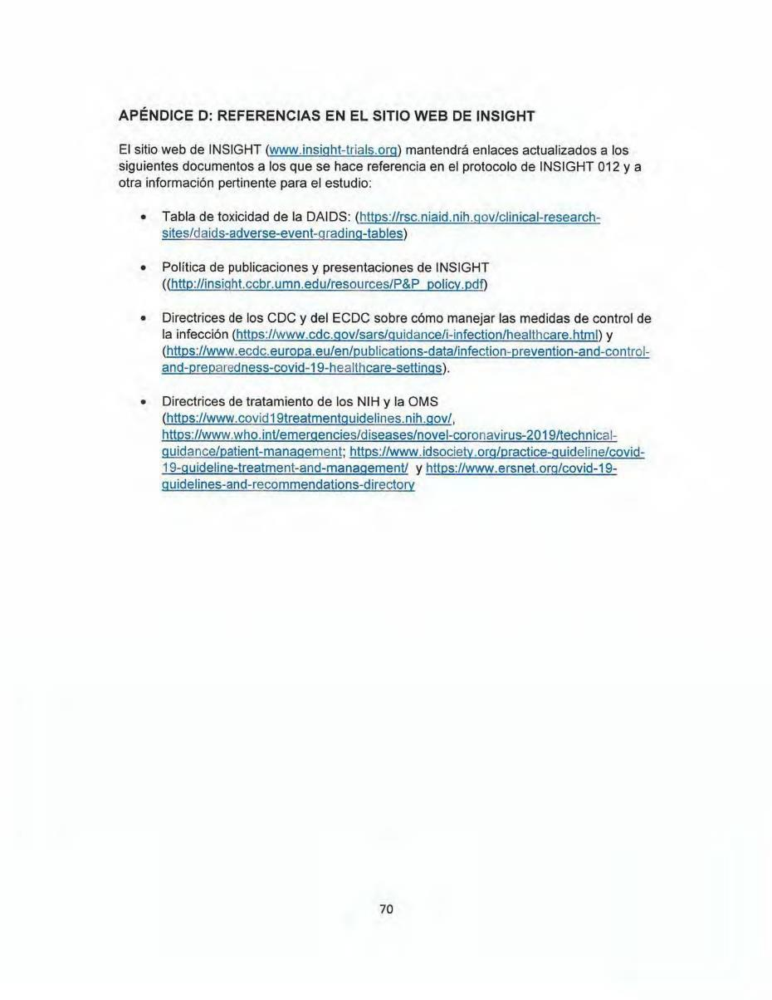 APÉNDICE D: REFERENCIAS EN EL SITIO WEB DE INSIGHT
El sitio web de INSIGHT (www.insight-trials.org) mantendrá enlaces actualizados a los
siguientes documentos a los que se hace referencia en el protocolo de INSIGHT 012 y a
otra información pertinente para el estudio:
• Tabla de toxicidad de la DAIDS: (https://rsc.niaid.nih.gov/clinical-research-
sites/daids-adverse-event-grading-tables)
• Política de publicaciones y presentaciones de INSIGHT
((http://insight.ccbr.umn.edu/resources/P&P_policy.pdf)
• Directrices de los CDC y del ECDC sobre cómo manejar las medidas de control de
la infección (https://www.cdc.gov/sars/guidance/i-infection/healthcare.html) y
(https://www.ecdc.europa.eu/en/publications-data/infection-prevention-and-control-
and-preparedness-covid-19-healthcare-settings).
• Directrices de tratamiento de los NIH y la OMS
(https://www.covid19treatmentguidelines.nih.gov/,
https://www.who.int/emergencies/diseases/novel-coronavirus-2019/technical-
guidance/patient-management; https://www.idsociety.org/practice-guideline/covid-
19-guideline-treatment-and-management/ y https://www.ersnet.org/covid-19-
guidelines-and-recommendations-directory
70